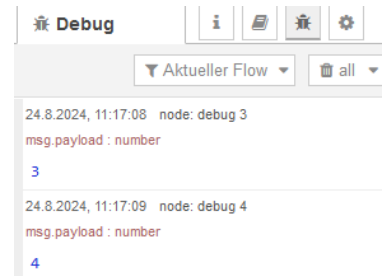 Debug
i
Aktueller Flow
all
24.8.2024, 11:17:08 node: debug 3
msg.payload : number
3
24.8.2024, 11:17:09 node: debug 4
msg.payload : number
4